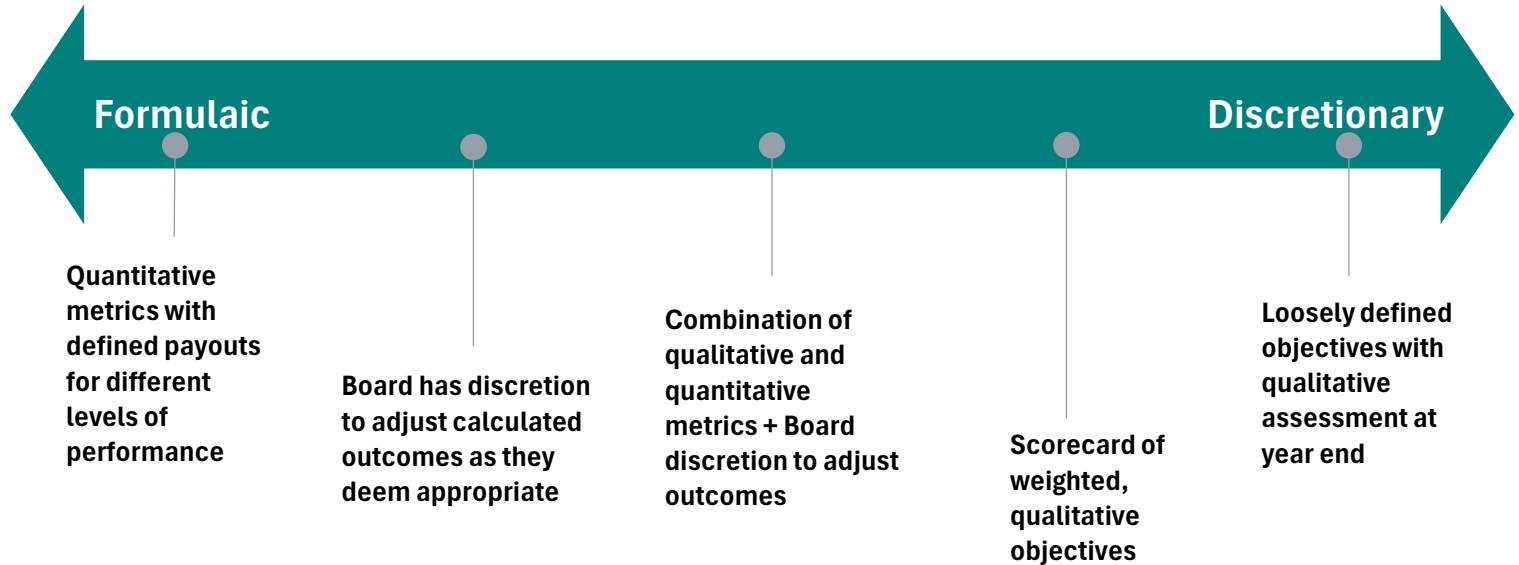 Formulaic
Discretionary
Quantitative
metrics with
defined payouts
for different
levels of
performance
Board has discretion
to adjust calculated
outcomes as they
deem appropriate
Combination of
qualitative and
quantitative
metrics + Board
discretion to adjust
outcomes
Scorecard of
weighted,
qualitative
objectives
Loosely defined
objectives with
qualitative
assessment at
year end